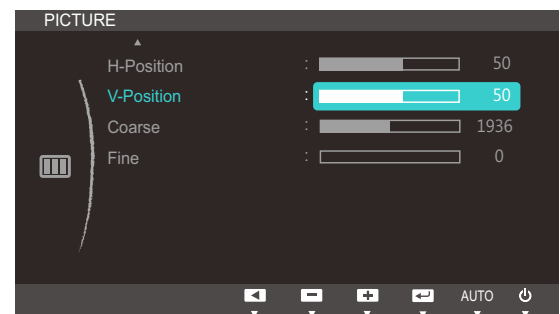 PICTURE
H-Position : 50
V-Position : 50
Coarse : 1936
Fine : 0
AUTO